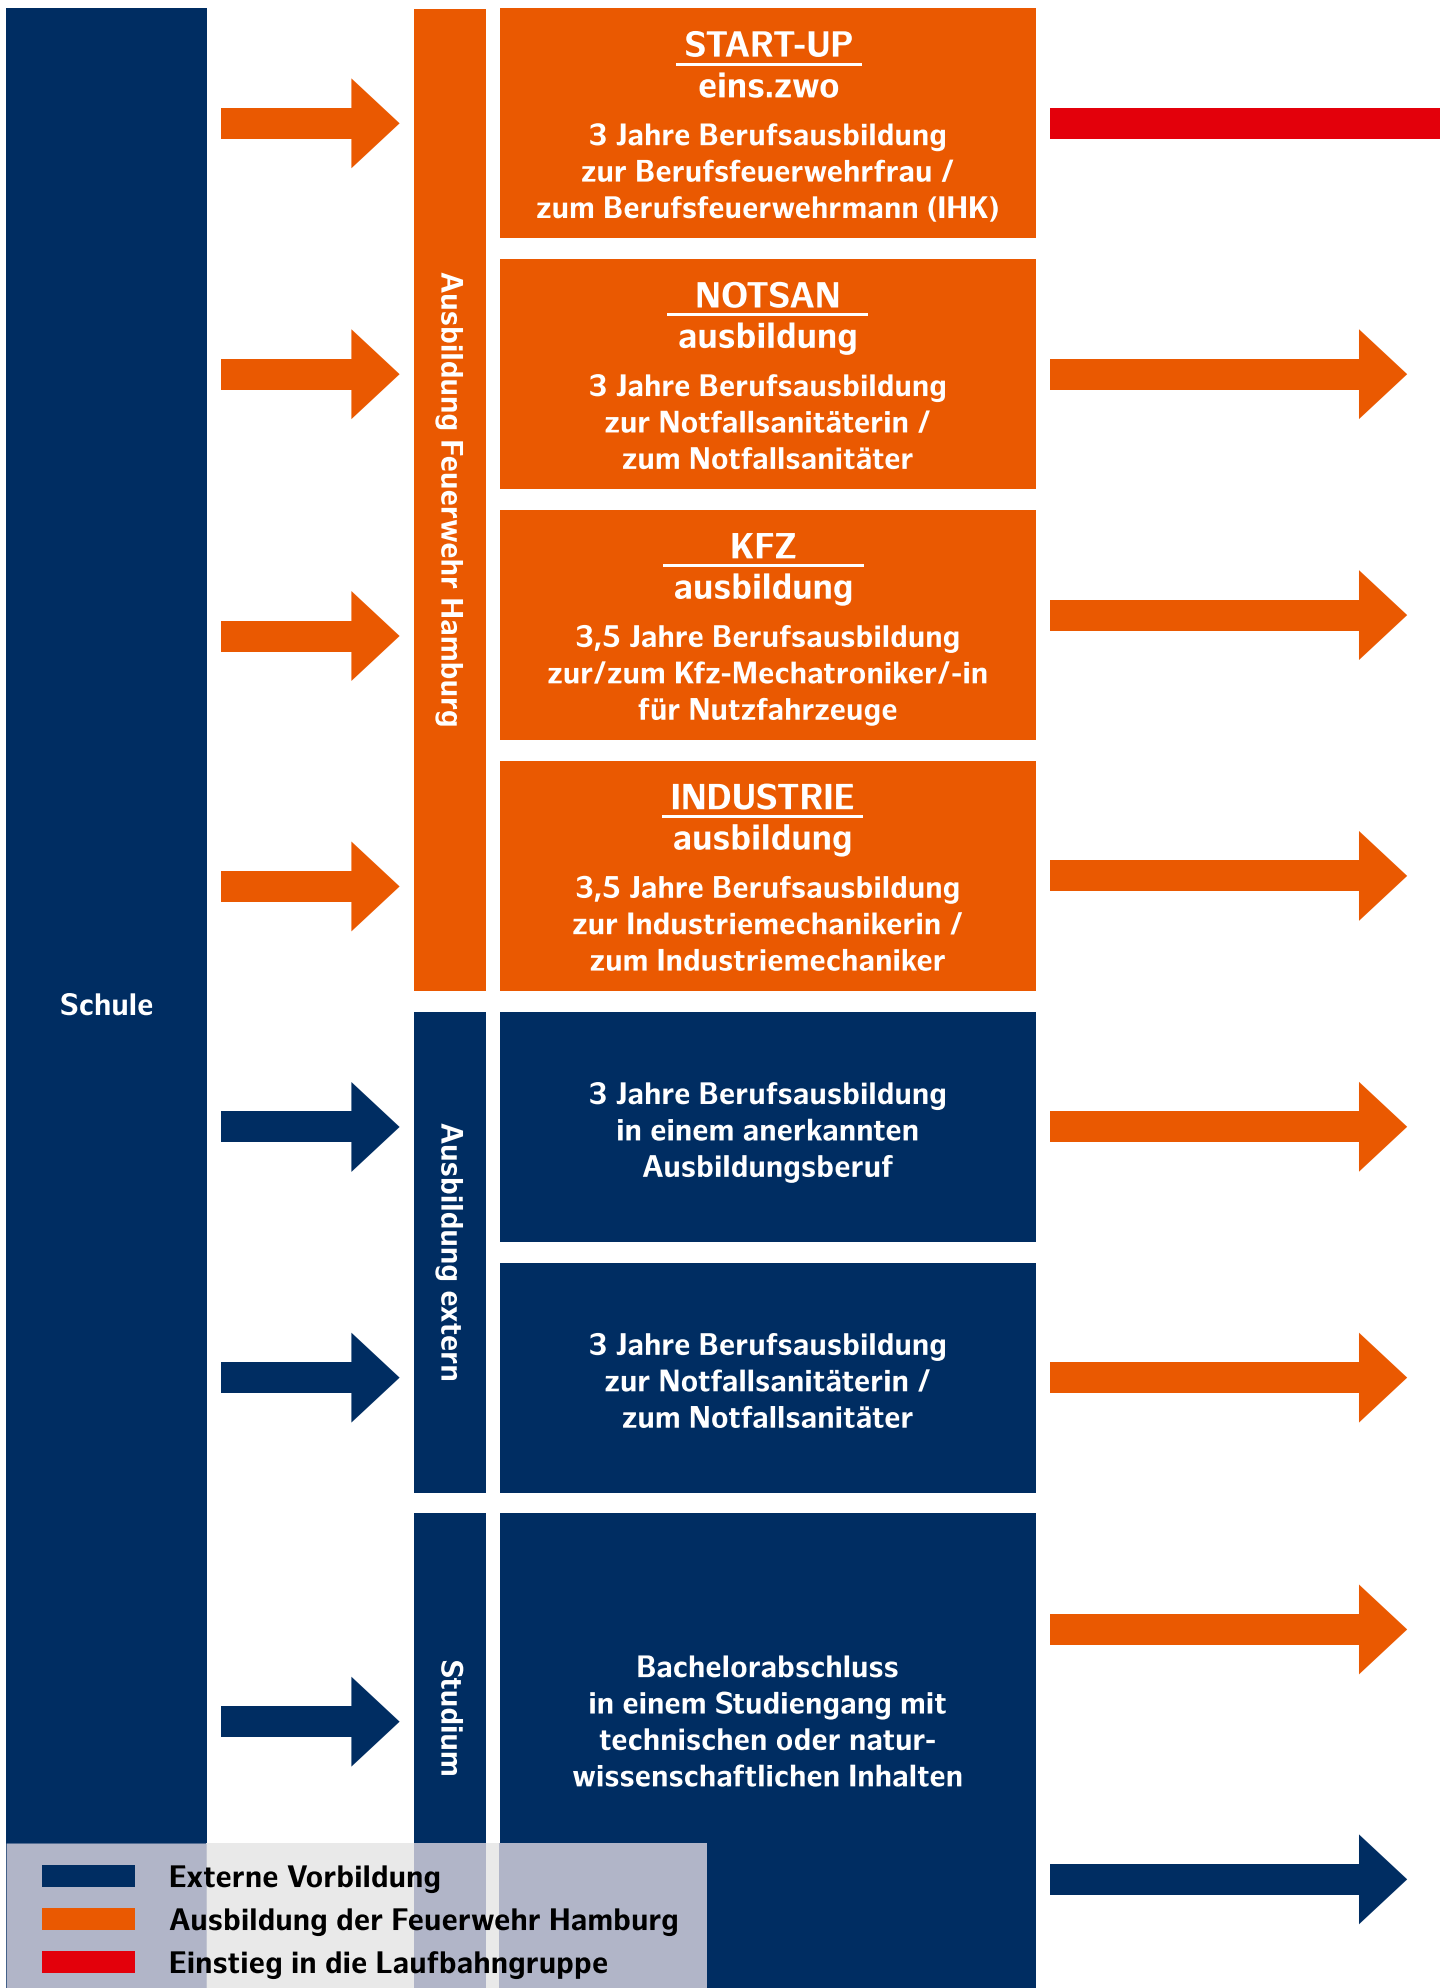 Schule
Ausbildung Feuerwehr Hamburg
START-UP
eins.zwo
3 Jahre Berufsausbildung
zur Berufsfeuerwehrfrau /
zum Berufsfeuerwehrmann (IHK)
NOTSAN
ausbildung
3 Jahre Berufsausbildung
zur Notfallsanitäterin /
zum Notfallsanitäter
KFZ
ausbildung
3,5 Jahre Berufsausbildung
zur/zum Kfz-Mechatroniker/-in
für Nutzfahrzeuge
INDUSTRIE
ausbildung
3,5 Jahre Berufsausbildung
zur Industriemechanikerin /
zum Industriemechaniker
Ausbildung extern
3 Jahre Berufsausbildung
in einem anerkannten
Ausbildungsberuf
3 Jahre Berufsausbildung
zur Notfallsanitäterin /
zum Notfallsanitäter
Studium
Bachelorabschluss
in einem Studiengang mit
technischen oder natur-
wissenschaftlichen Inhalten
Externe Vorbildung
Ausbildung der Feuerwehr Hamburg
Einstieg in die Laufbahngruppe